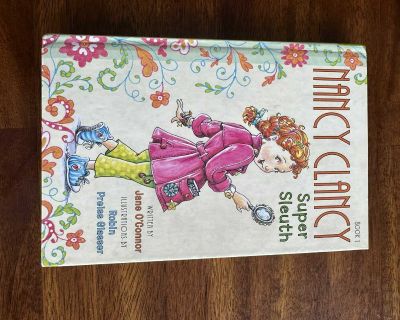 BOOK 1
NANCY CLANCY
Super
Sleuth
WRITTEN BY
Jane O'Connor
ILLUSTRATIONS BY
Robin
Preiss Glasser